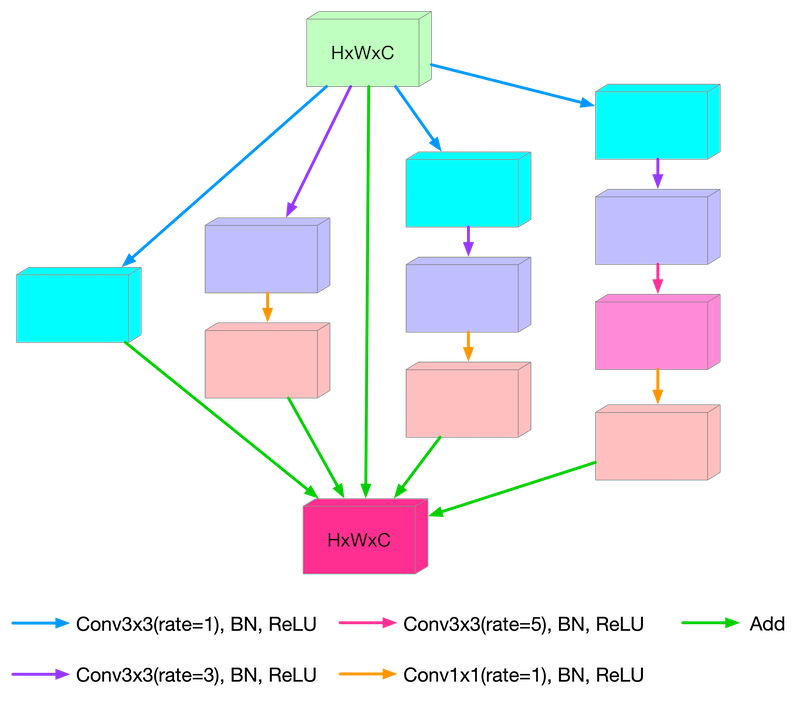 HxWxC
HxWxC
Conv3x3(rate=1), BN, ReLU
Conv3x3(rate=5), BN, ReLU
Add
Conv3x3(rate=3), BN, ReLU
Conv1x1(rate=1), BN, ReLU